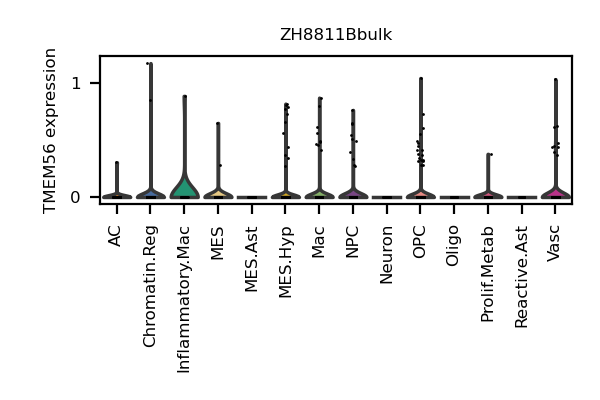 ZH8811Bbulk
TMEM56 expression
1
0
AC
Chromatin.Reg
Inflammatory.Mac
MES
MES.Ast
MES.Hyp
Mac
NPC
Neuron
OPC
Oligo
Prolif.Metab
Reactive.Ast
Vasc